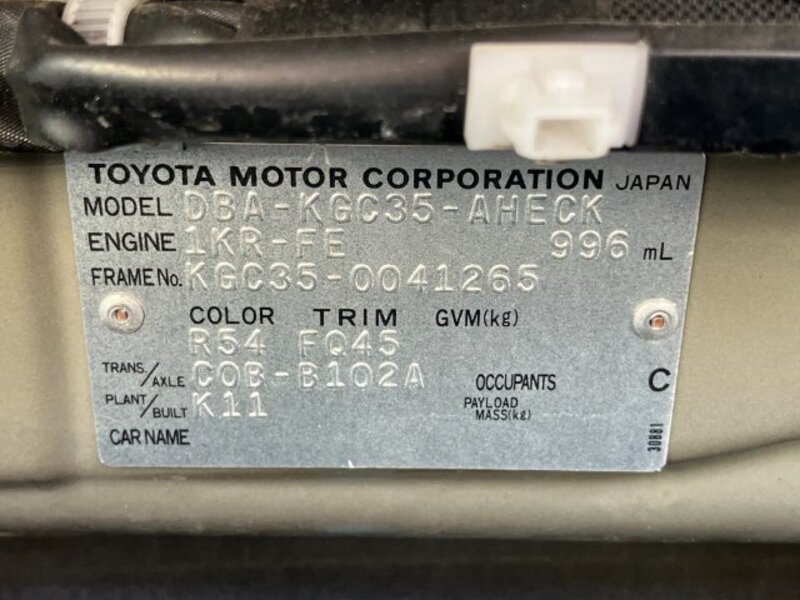 TOYOTA MOTOR CORPORATION JAPAN
MODEL DBA-KGC35-AHECK
ENGINE 1KR-FE 996 mL
FRAME No. KGC35-0041265
COLOR TRIM GVM(kg)
R54 FQ45
TRANS./AXLE C0B-B102A OCCUPANTS C
PLANT/BUILT K11 PAYLOAD MASS(kg)
CAR NAME
30881